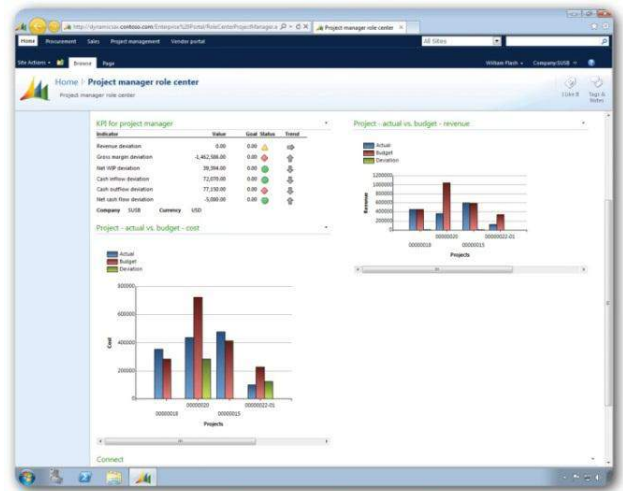 http://dynamicsax.contoso.com/Enterprise%20Portal/RoleCenterProjectManager.a
Project manager role center
Home Procurement Sales Project management Vendor portal
All Sites
Site Actions Browse Page
William Flash Company:SUSB
Home Project manager role center
Project manager role center
I Like It
Tags & Notes
KPI for project manager
Indicator Value Goal Status Trend
Revenue deviation 0.00 0.00
Gross margin deviation 0.00
Net WIP deviation 39,394.00 0.00
Cash inflow deviation 72,070.00 0.00
Cash outflow deviation 77,150.00 0.00
Net cash flow deviation -5,080.00 0.00
Company SUSB Currency USD
Project - actual vs. budget - cost
Actual
Budget
Deviation
800000
600000
400000
200000
0
Cost
00000020 00000022-01
00000018 00000015
Projects
Project - actual vs. budget - revenue
Actual
Budget
Deviation
1200000
1000000
800000
600000
400000
200000
0
Revenue
00000020 00000022-01
00000018 00000015
Projects
Connect